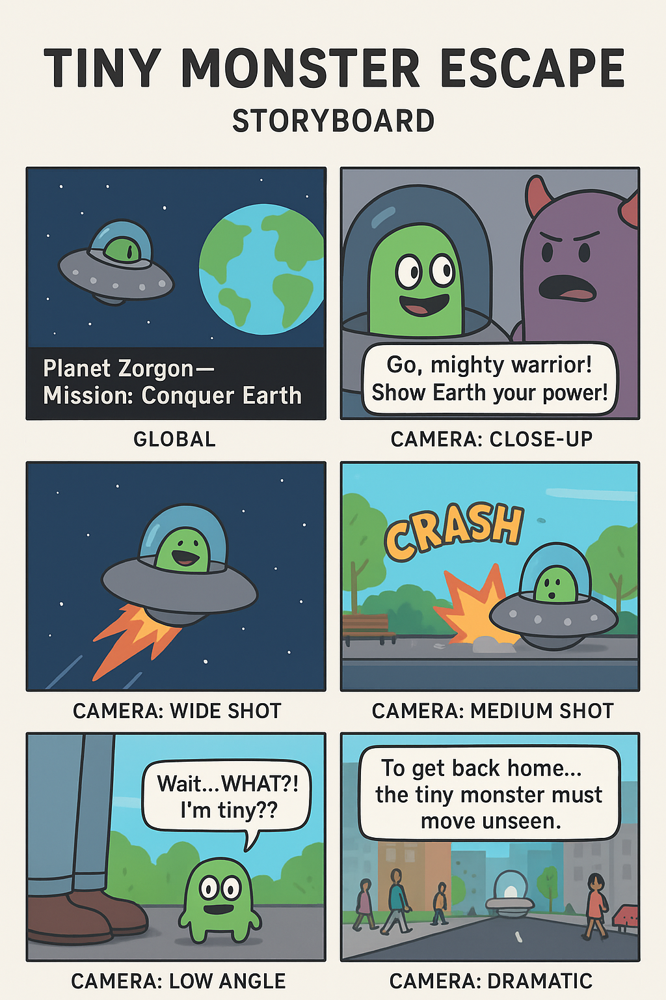 TINY MONSTER ESCAPE
STORYBOARD
Planet Zorgon—
Mission: Conquer Earth
GLOBAL
Go, mighty warrior!
Show Earth your power!
CAMERA: CLOSE-UP
CAMERA: WIDE SHOT
CRASH
CAMERA: MEDIUM SHOT
Wait...WHAT?!
I'm tiny??
CAMERA: LOW ANGLE
To get back home...
the tiny monster must
move unseen.
CAMERA: DRAMATIC